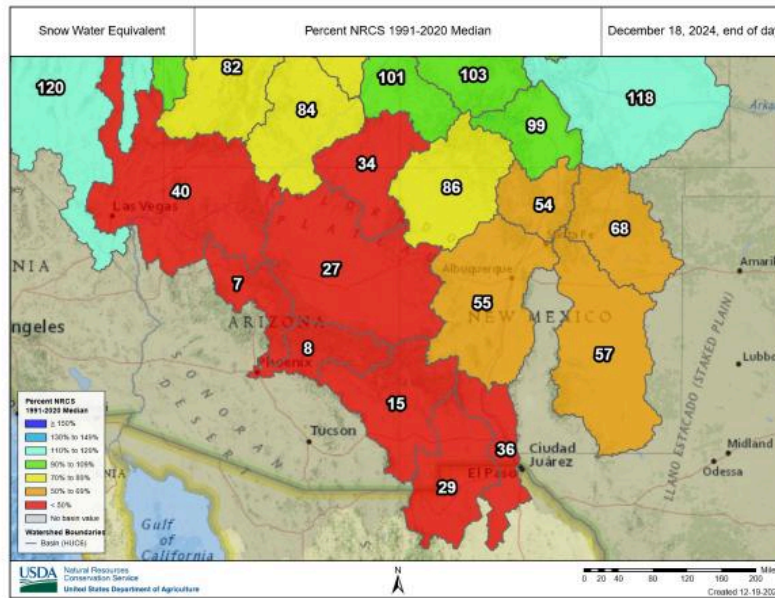 Snow Water Equivalent
Percent NRCS 1991-2020 Median
December 18, 2024, end of day
120
82
84
101
103
99
118
34
86
40
Las Vegas
54
68
7
27
Albuquerque
55
NEW MEXICO
ARIZONA
8
Phoenix
15
57
36
29
El Paso
Ciudad
Juárez
Tucson
SONORAN
DESERT
NIA
ngeles
Amaril
Lubb
Midland
Odessa
LLANO ESTACADO (STAKED PLAIN)
Gulf
of
California
Percent NRCS
1991-2020 Median
≥ 150%
130% to 149%
110% to 129%
90% to 109%
70% to 89%
50% to 69%
< 50%
No basin value
Watershed Boundaries
Basin (HUC6)
USDA
Natural Resources
Conservation Service
United States Department of Agriculture
N
0 20 40 80 120 160 200
Mile
Created 12-19-202